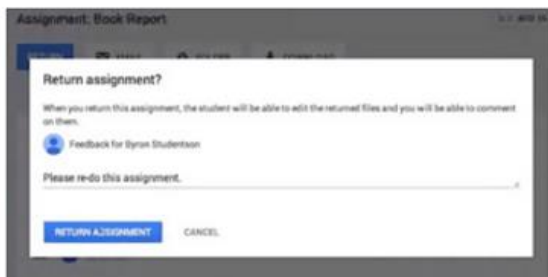 Assignment: Book Report
RETURN EMAIL FOLDER DOWNLOAD
Return assignment?
When you return this assignment, the student will be able to edit the returned files and you will be able to comment
on them.
Feedback for Byron Studentson
Please re-do this assignment.
RETURN ASSIGNMENT CANCEL